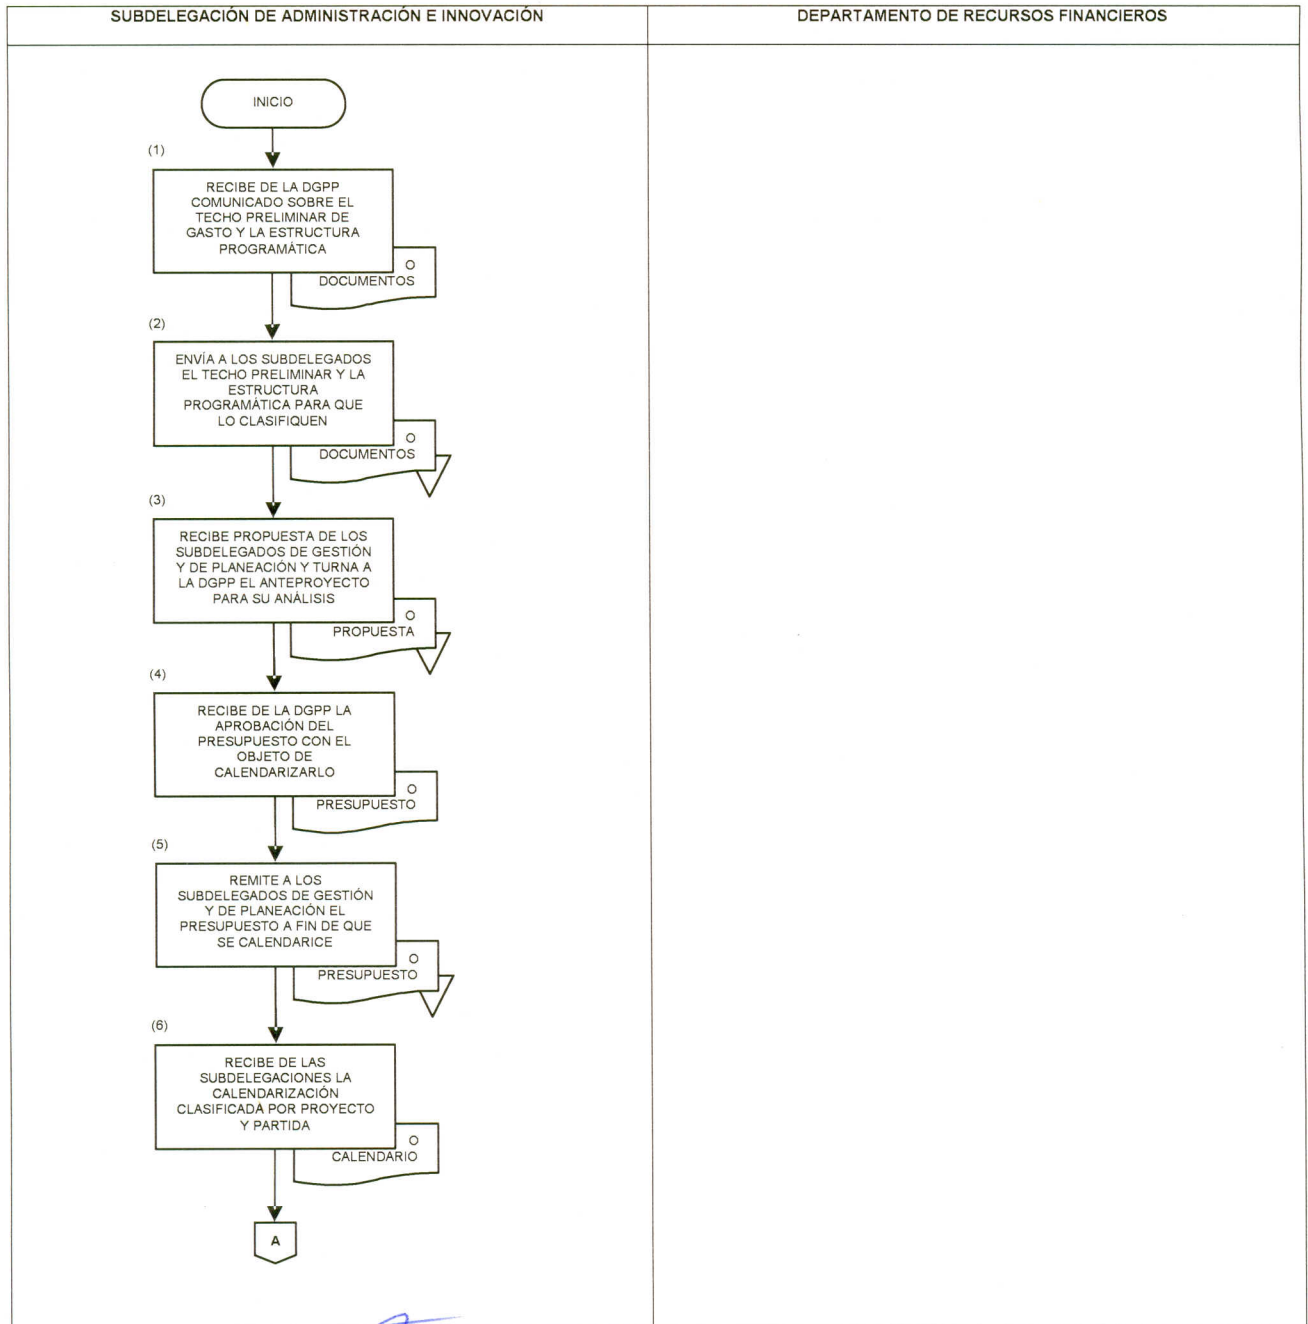 SUBDELEGACIÓN DE ADMINISTRACIÓN E INNOVACIÓN
DEPARTAMENTO DE RECURSOS FINANCIEROS
INICIO
(1)
RECIBE DE LA DGPP
COMUNICADO SOBRE EL
TECHO PRELIMINAR DE
GASTO Y LA ESTRUCTURA
PROGRAMÁTICA
O
DOCUMENTOS
(2)
ENVÍA A LOS SUBDELEGADOS
EL TECHO PRELIMINAR Y LA
ESTRUCTURA
PROGRAMÁTICA PARA QUE
LO CLASIFIQUEN
O
DOCUMENTOS
(3)
RECIBE PROPUESTA DE LOS
SUBDELEGADOS DE GESTIÓN
Y DE PLANEACIÓN Y TURNA A
LA DGPP EL ANTEPROYECTO
PARA SU ANÁLISIS
O
PROPUESTA
(4)
RECIBE DE LA DGPP LA
APROBACIÓN DEL
PRESUPUESTO CON EL
OBJETO DE
CALENDARIZARLO
O
PRESUPUESTO
(5)
REMITE A LOS
SUBDELEGADOS DE GESTIÓN
Y DE PLANEACIÓN EL
PRESUPUESTO A FIN DE QUE
SE CALENDARICE
O
PRESUPUESTO
(6)
RECIBE DE LAS
SUBDELEGACIONES LA
CALENDARIZACIÓN
CLASIFICADA POR PROYECTO
Y PARTIDA
O
CALENDARIO
A